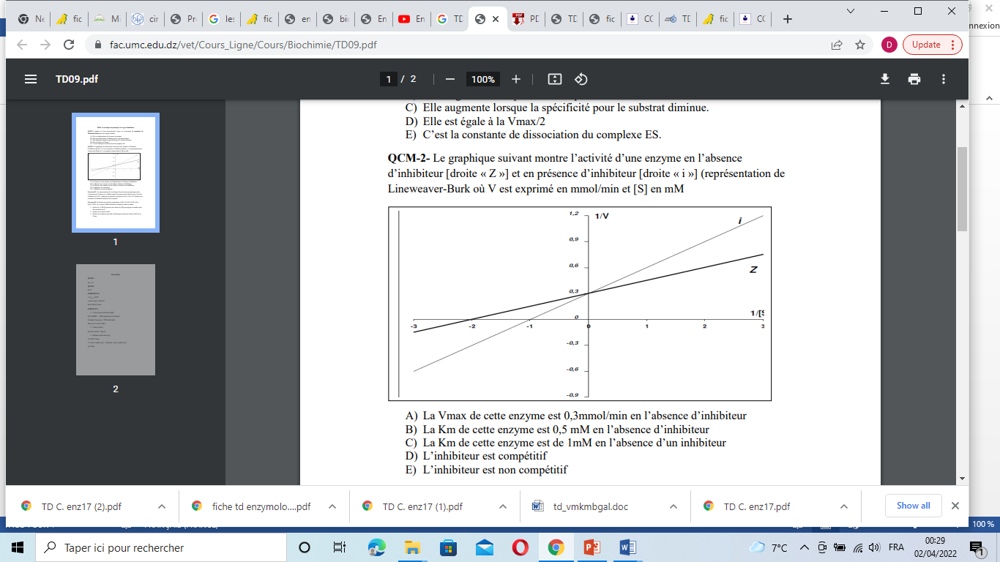 Ne
fic
Mi
cir
Pr
les
fic
en
bio
En
En
TD
PD
TD
fic
CC
TD
fic
CC
nnexion
fac.umc.edu.dz/vet/Cours_Ligne/Cours/Biochimie/TD09.pdf
D
Update
TD09.pdf
1 / 2
100%
C) Elle augmente lorsque la spécificité pour le substrat diminue.
D) Elle est égale à la Vmax/2
E) C’est la constante de dissociation du complexe ES.
QCM-2- Le graphique suivant montre l’activité d’une enzyme en l’absence
d’inhibiteur [droite « Z »] et en présence d’inhibiteur [droite « i »] (représentation de
Lineweaver-Burk où V est exprimé en mmol/min et [S] en mM
1,2
1/V
i
0,9
0,6
Z
0,3
1/[S
0
-3
-2
-1
0
1
2
3
-0,3
-0,6
-0,9
A) La Vmax de cette enzyme est 0,3mmol/min en l’absence d’inhibiteur
B) La Km de cette enzyme est 0,5 mM en l’absence d’inhibiteur
C) La Km de cette enzyme est de 1mM en l’absence d’un inhibiteur
D) L’inhibiteur est compétitif
E) L’inhibiteur est non compétitif
1
2
TD C. enz17 (2).pdf
fiche td enzymolo....pdf
TD C. enz17 (1).pdf
td_vmkmbgal.doc
TD C. enz17.pdf
Show all
100 %
Taper ici pour rechercher
7°C
FRA
00:29
02/04/2022
1